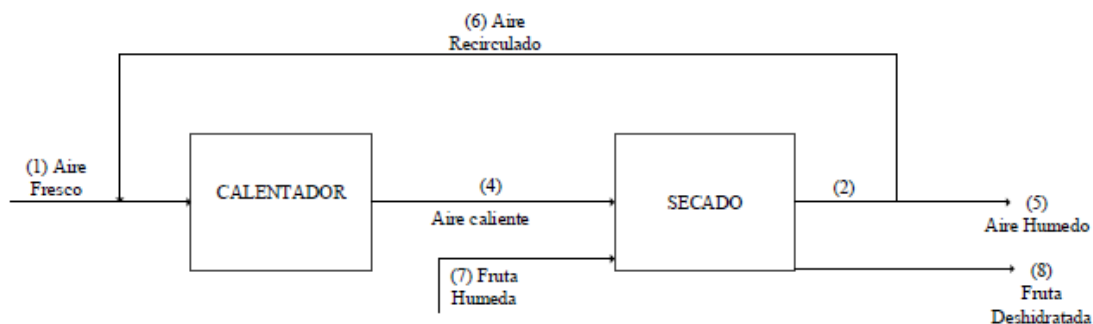 (6) Aire
Recirculado
(1) Aire
Fresco
CALENTADOR
(4)
Aire caliente
SECADO
(2)
(5)
Aire Humedo
(7) Fruta
Humeda
(8)
Fruta
Deshidratada